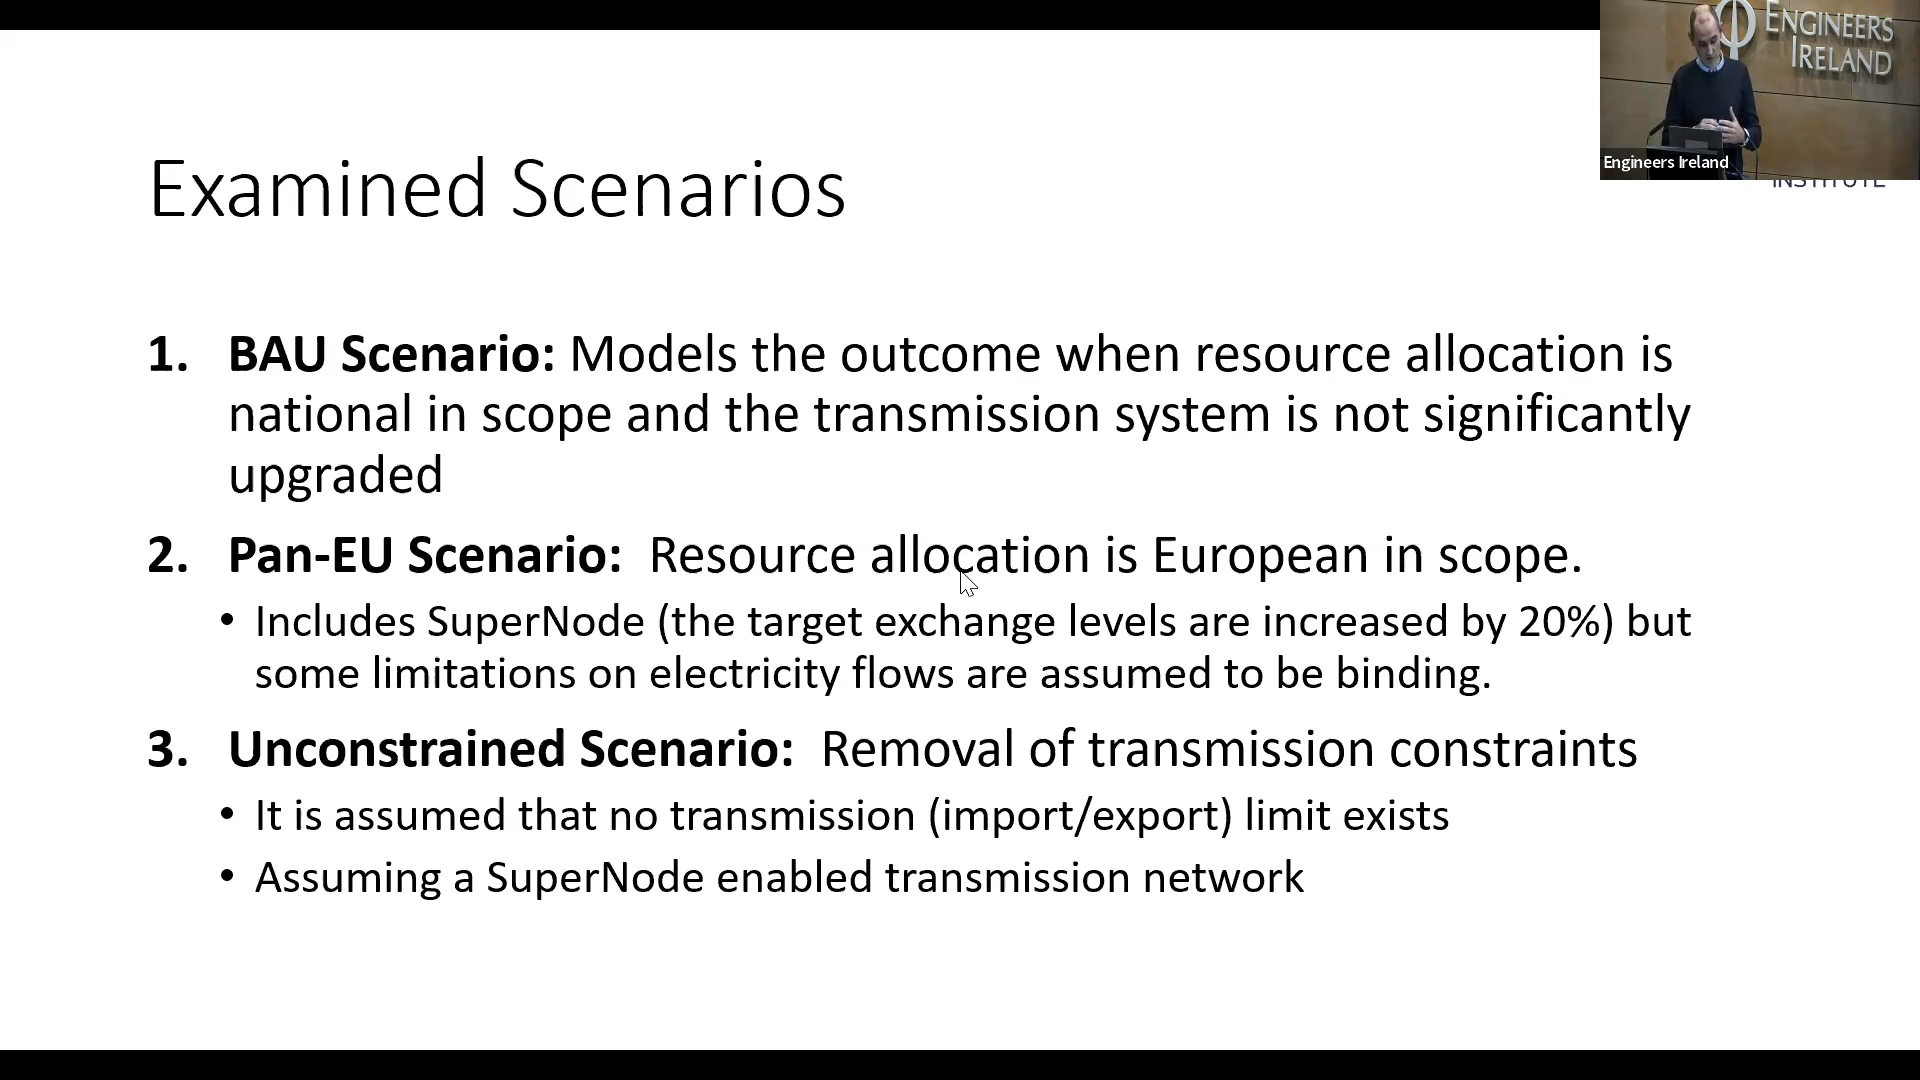 ENGINEERS
IRELAND
Engineers Ireland
INSTITUTE
Examined Scenarios
1. BAU Scenario: Models the outcome when resource allocation is
national in scope and the transmission system is not significantly
upgraded
2. Pan-EU Scenario: Resource allocation is European in scope.
• Includes SuperNode (the target exchange levels are increased by 20%) but
some limitations on electricity flows are assumed to be binding.
3. Unconstrained Scenario: Removal of transmission constraints
• It is assumed that no transmission (import/export) limit exists
• Assuming a SuperNode enabled transmission network